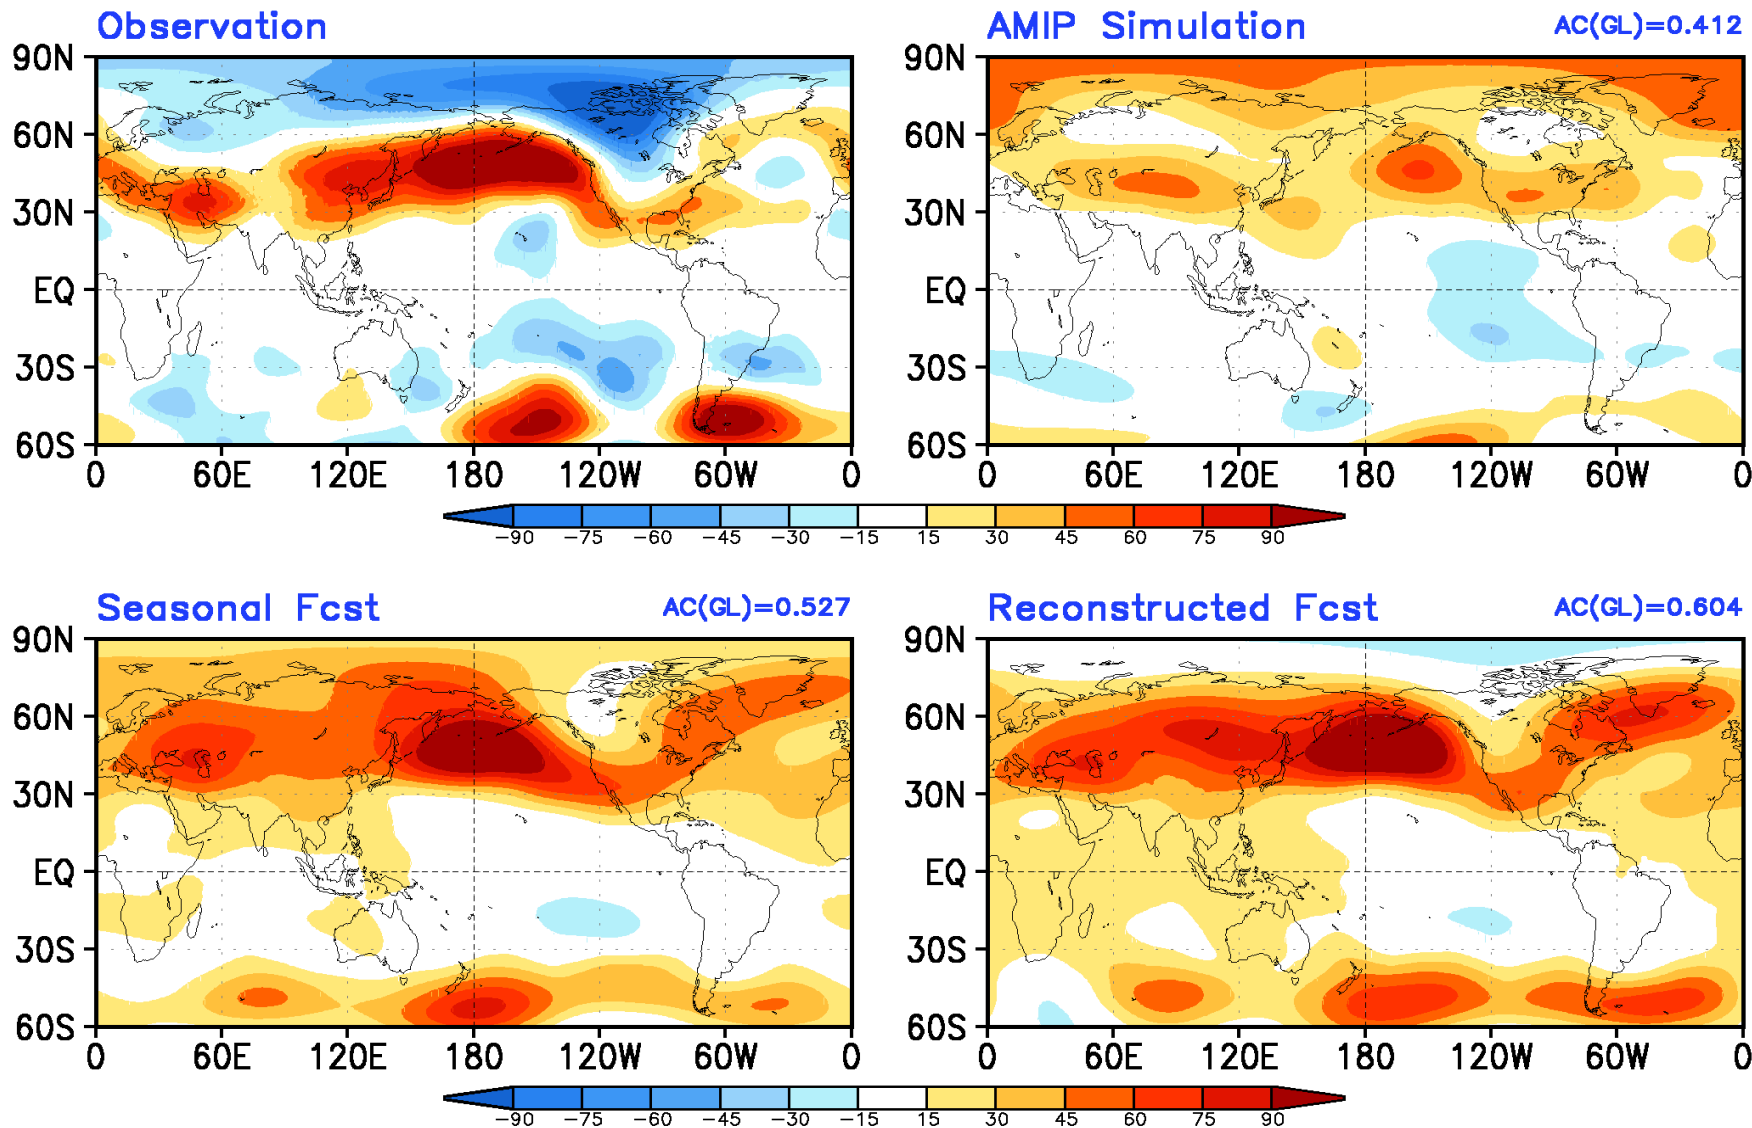 Observation
AMIP Simulation AC(GL)=0.412
90N 90N
60N 60N
30N 30N
EQ EQ
30S 30S
60S 60S
0 60E 120E 180 120W 60W 0 0 60E 120E 180 120W 60W 0
-90 -75 -60 -45 -30 -15 15 30 45 60 75 90
Seasonal Fcst AC(GL)=0.527
Reconstructed Fcst AC(GL)=0.604
90N 90N
60N 60N
30N 30N
EQ EQ
30S 30S
60S 60S
0 60E 120E 180 120W 60W 0 0 60E 120E 180 120W 60W 0
-90 -75 -60 -45 -30 -15 15 30 45 60 75 90